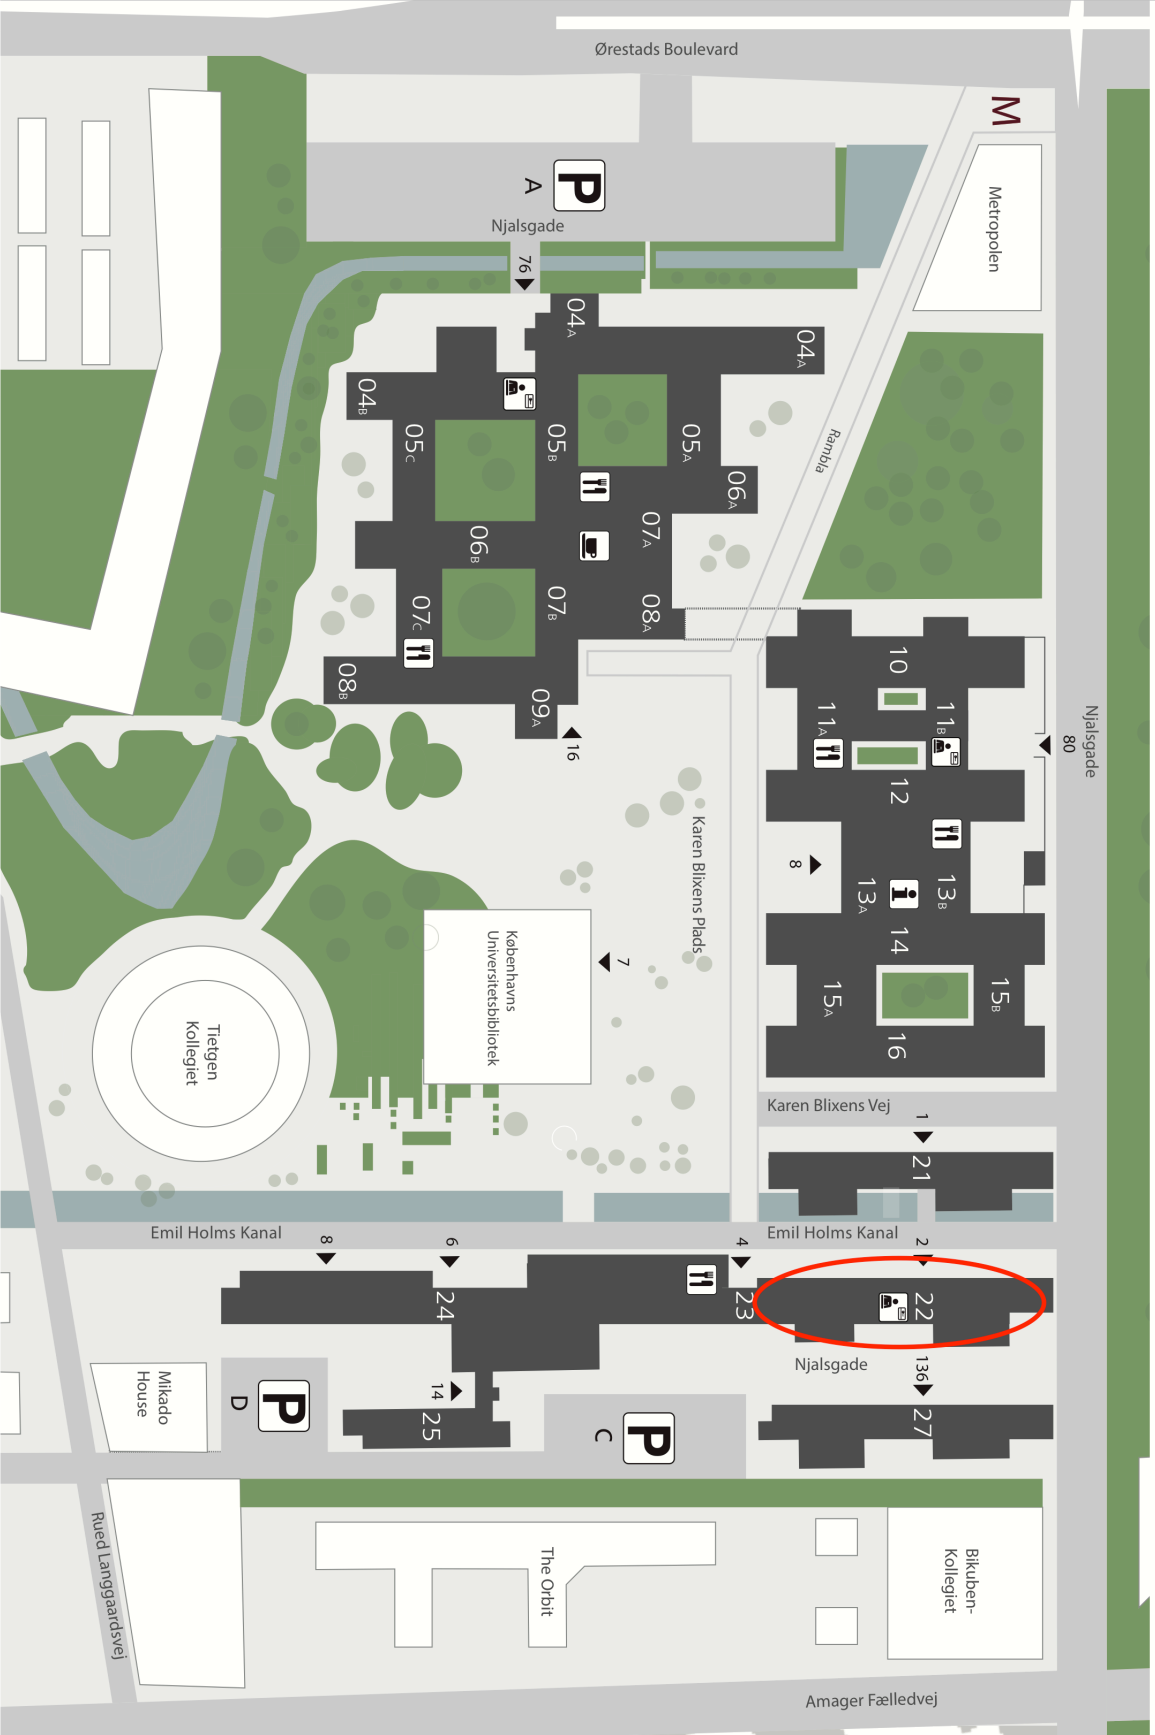 Ørestads Boulevard
M
Metropolen
P
A
Njalsgade
76
04A
04A
04B
05C
05B
05A
06A
Rambla
07A
06B
07B
08A
07C
08B
09A
16
10
11A
11B
Njalsgade
80
12
Karen Blixens Plads
8
13A
13B
i
14
15A
15B
16
Københavns
Universitetsbibliotek
7
Tietgen
Kollegiet
Karen Blixens Vej
1
21
Emil Holms Kanal
Emil Holms Kanal
8
6
4
2
24
23
22
Njalsgade
136
Mikado
House
D
P
14
25
C
P
27
Rued Langgaardsvej
The Orbit
Bikuben-
Kollegiet
Amager Fælledvej